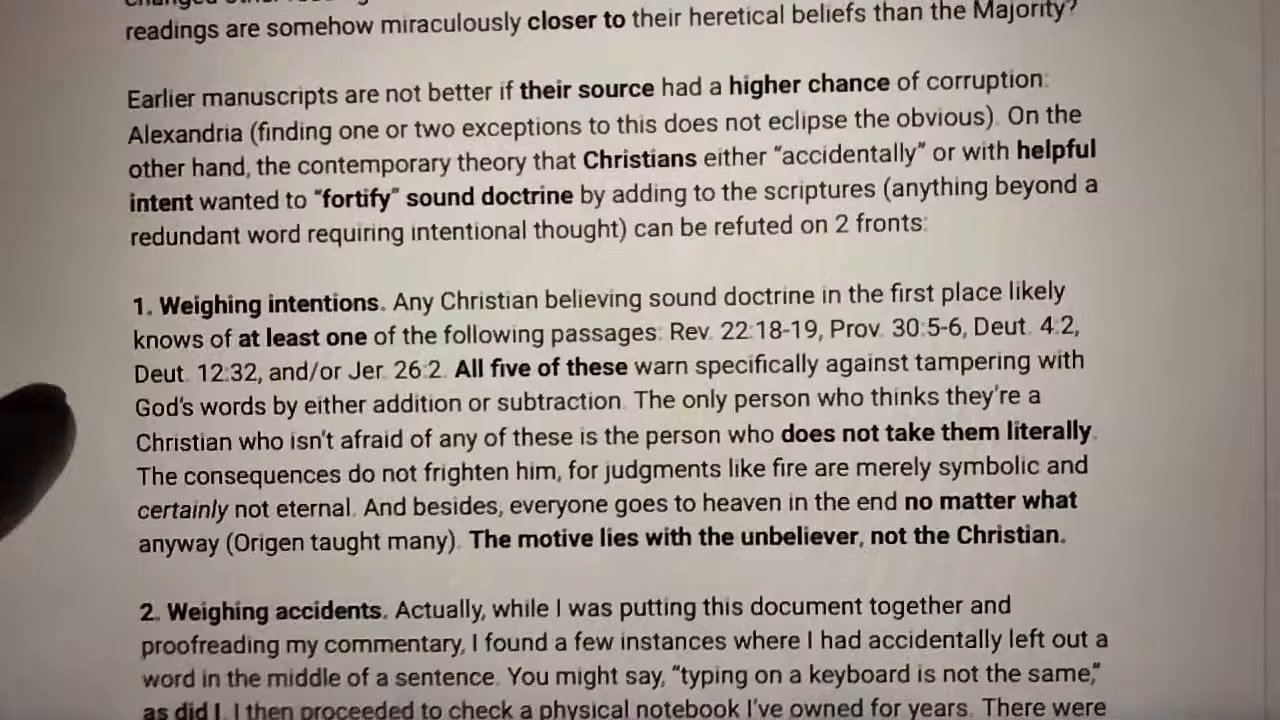 readings are somehow miraculously closer to their heretical beliefs than the Majority?
Earlier manuscripts are not better if their source had a higher chance of corruption:
Alexandria (finding one or two exceptions to this does not eclipse the obvious). On the
other hand, the contemporary theory that Christians either “accidentally” or with helpful
intent wanted to “fortify” sound doctrine by adding to the scriptures (anything beyond a
redundant word requiring intentional thought) can be refuted on 2 fronts:
1. Weighing intentions. Any Christian believing sound doctrine in the first place likely
knows of at least one of the following passages: Rev. 22:18-19, Prov. 30:5-6, Deut. 4:2,
Deut. 12:32, and/or Jer. 26:2. All five of these warn specifically against tampering with
God's words by either addition or subtraction. The only person who thinks they're a
Christian who isn't afraid of any of these is the person who does not take them literally.
The consequences do not frighten him, for judgments like fire are merely symbolic and
certainly not eternal. And besides, everyone goes to heaven in the end no matter what
anyway (Origen taught many). The motive lies with the unbeliever, not the Christian.
2. Weighing accidents. Actually, while I was putting this document together and
proofreading my commentary, I found a few instances where I had accidentally left out a
word in the middle of a sentence. You might say, “typing on a keyboard is not the same,”
as did I. I then proceeded to check a physical notebook I've owned for years. There were